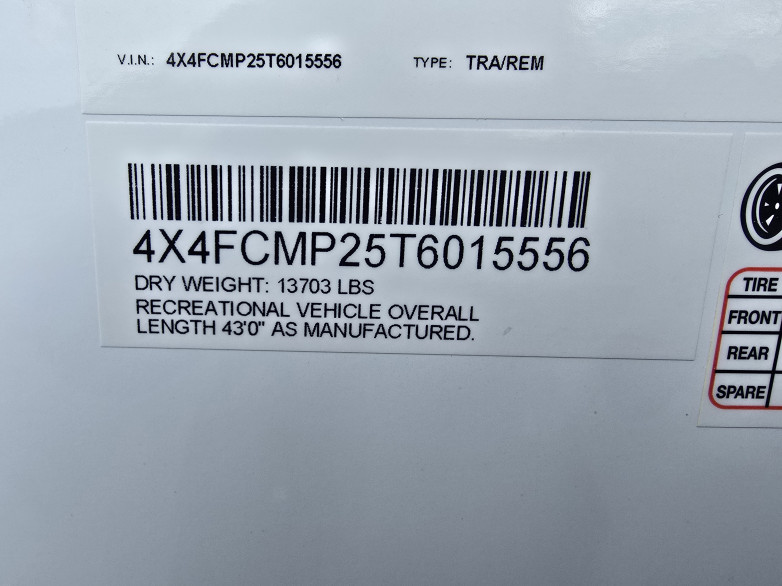 V.I.N.: 4X4FCMP25T6015556 TYPE: TRA/REM
4X4FCMP25T6015556
DRY WEIGHT: 13703 LBS
RECREATIONAL VEHICLE OVERALL
LENGTH 43'0" AS MANUFACTURED.
TIRE
FRONT
REAR
SPARE